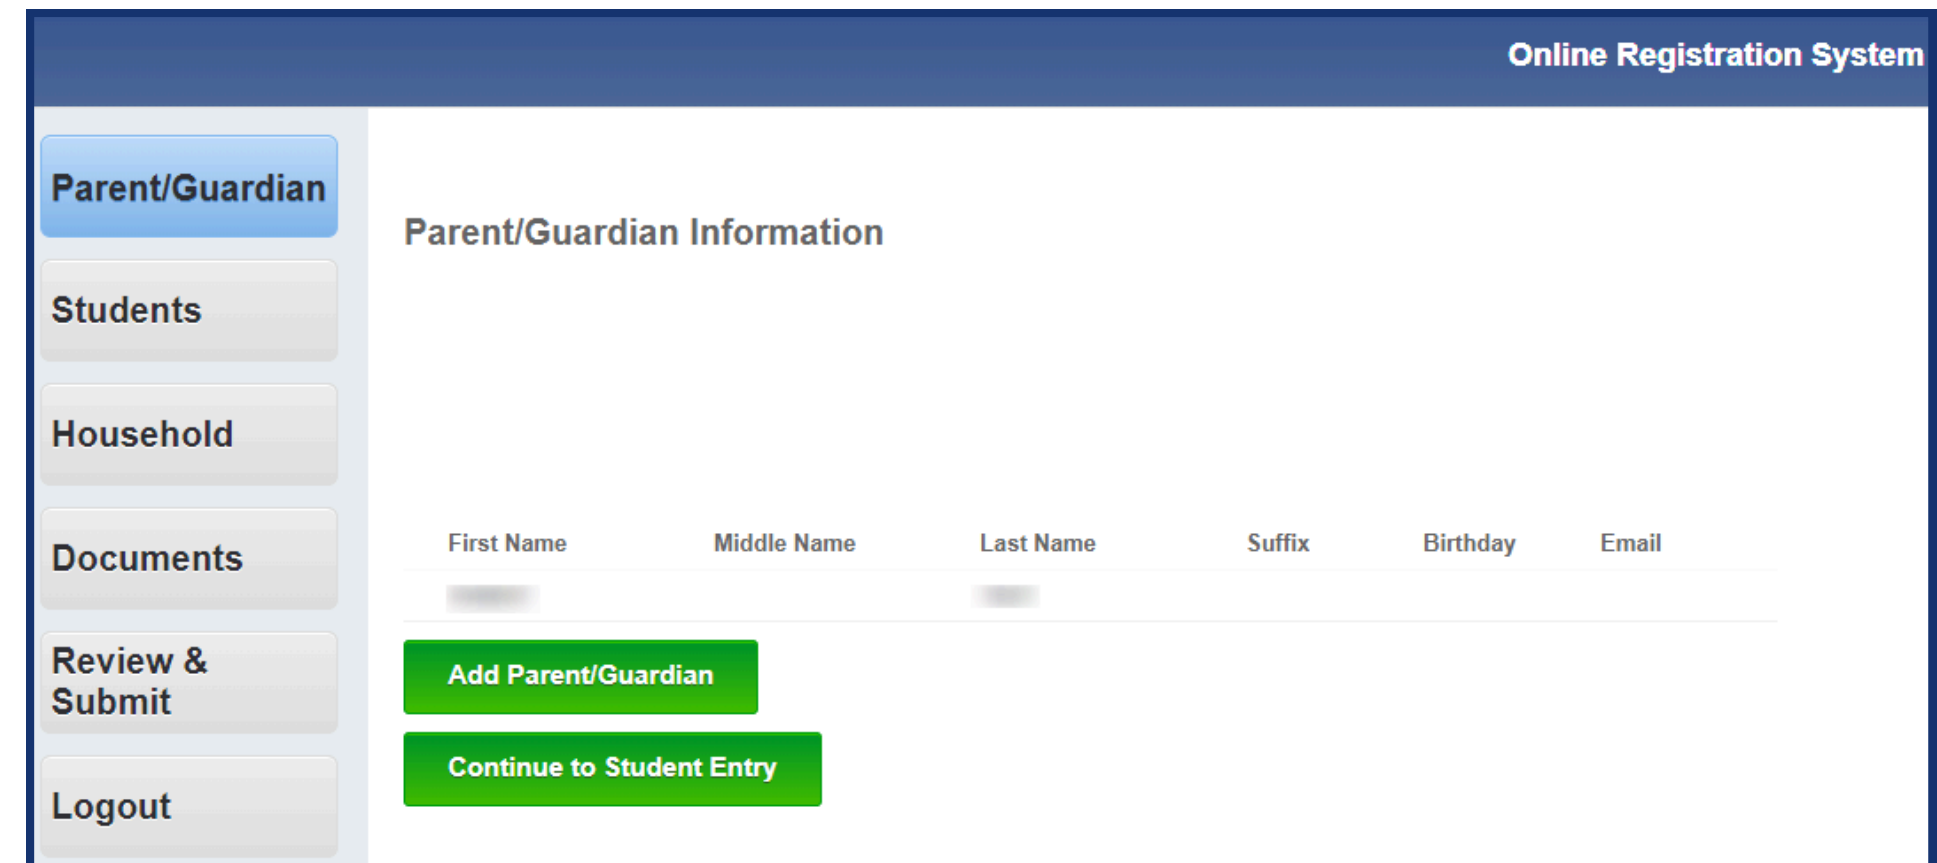 Online Registration System
Parent/Guardian
Students
Household
Documents
Review &
Submit
Logout
Parent/Guardian Information
First Name Middle Name Last Name Suffix Birthday Email
Add Parent/Guardian
Continue to Student Entry